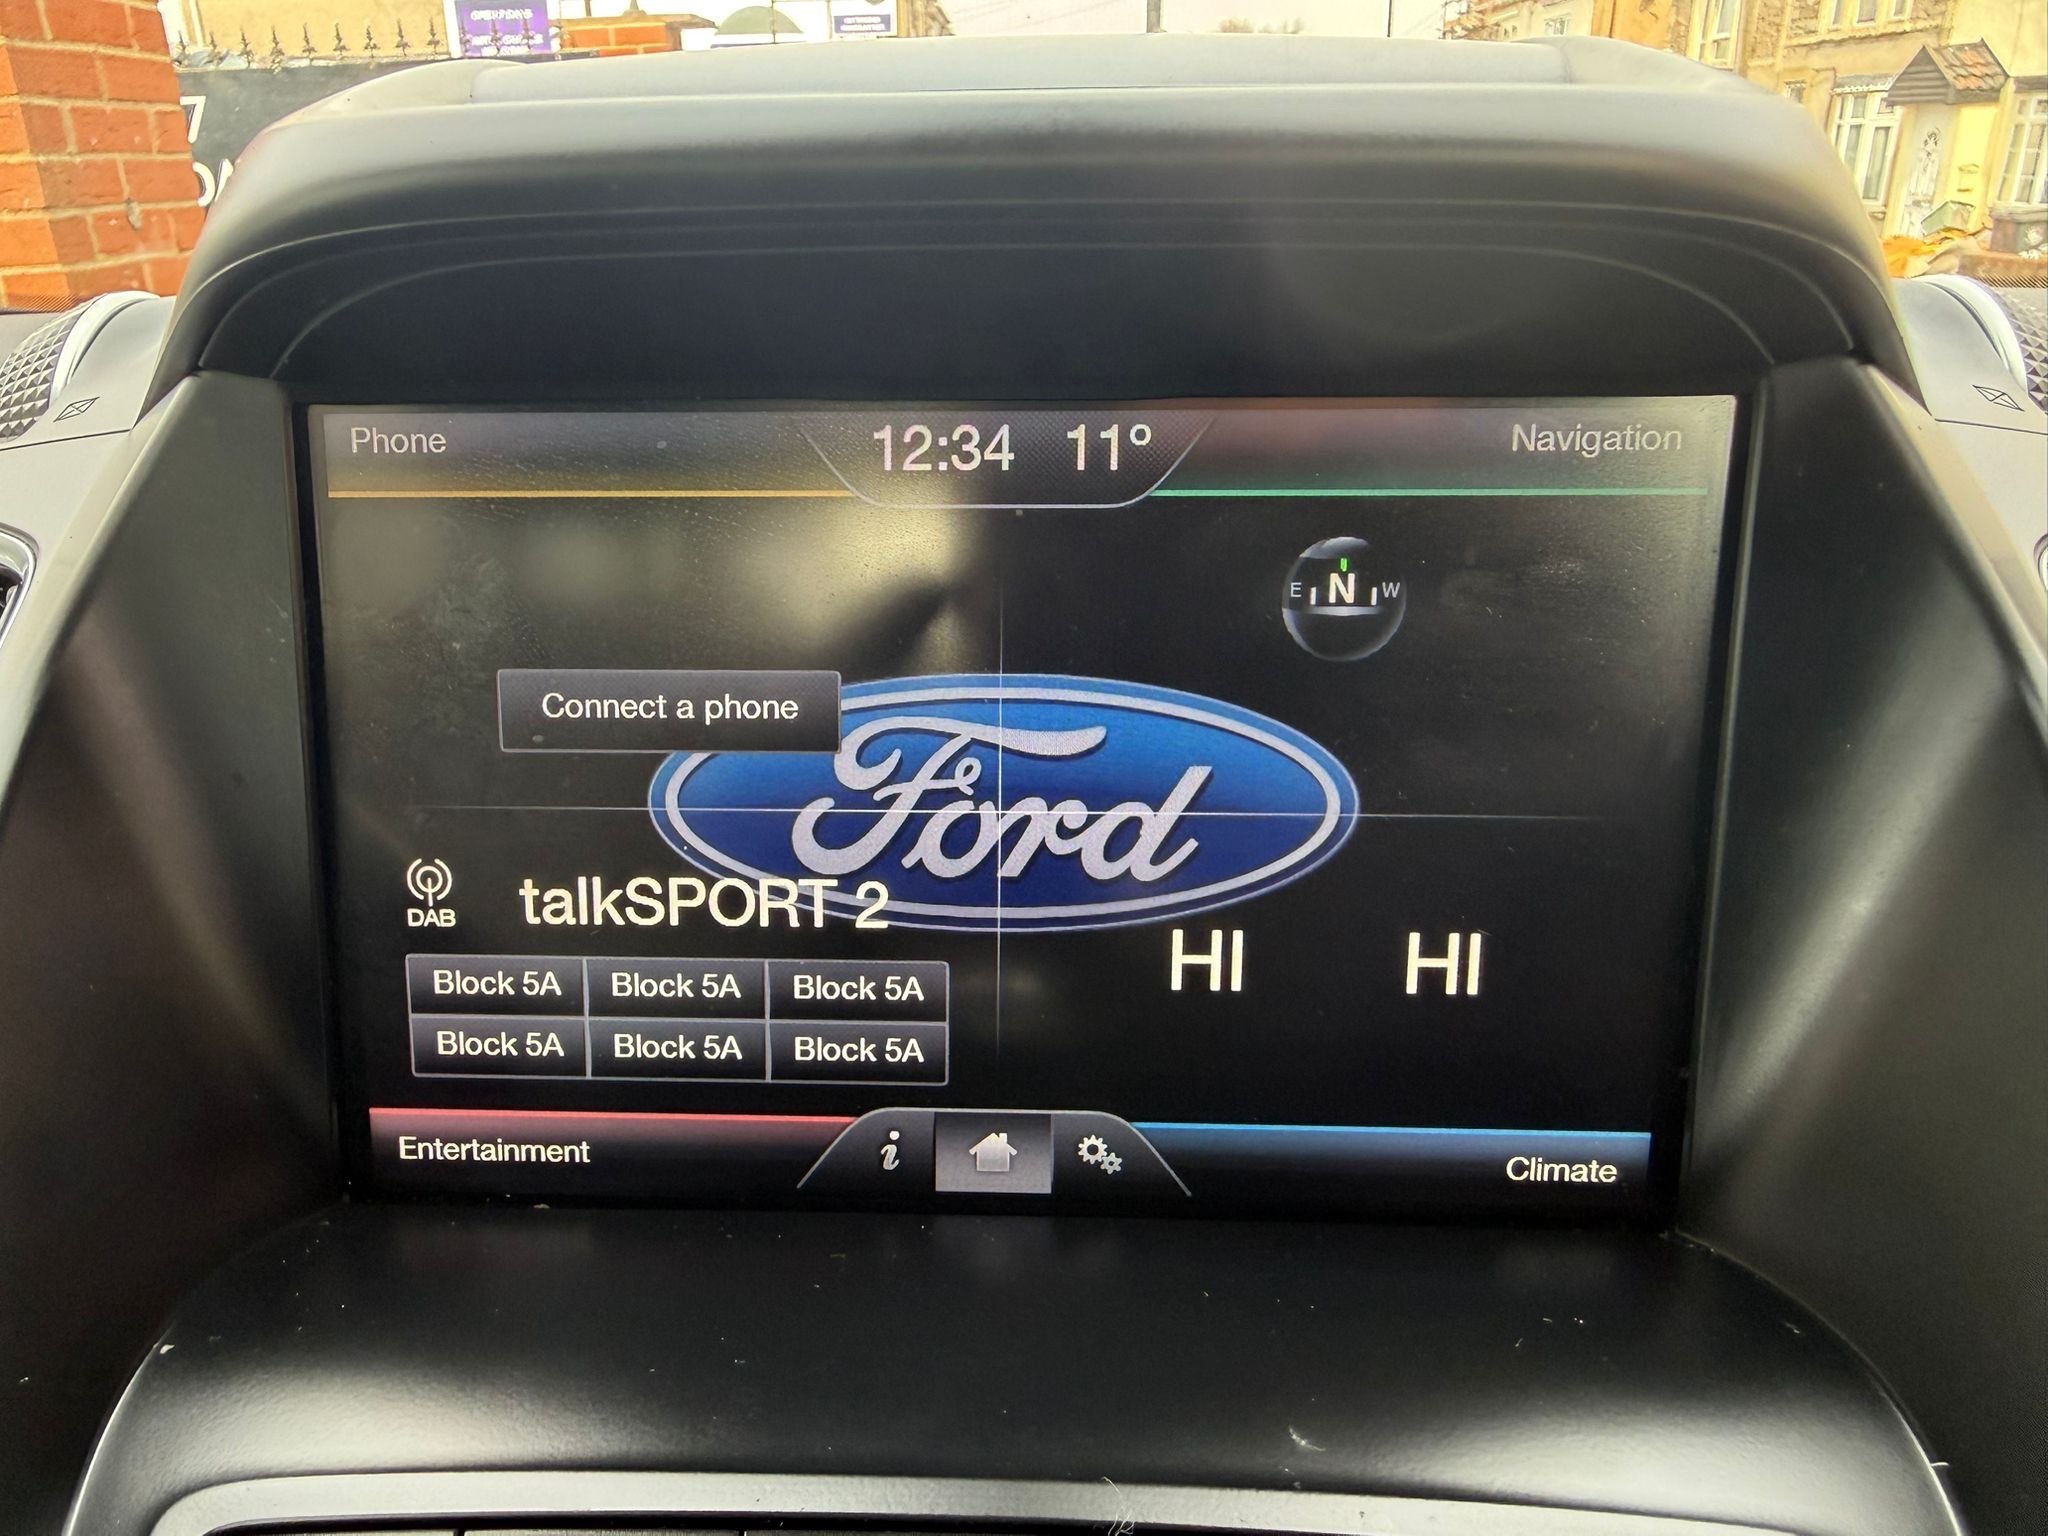 Phone
12:34 11°
Navigation
E N W
Connect a phone
Ford
DAB
talkSPORT 2
HI HI
Block 5A Block 5A Block 5A
Block 5A Block 5A Block 5A
Entertainment
i
Climate